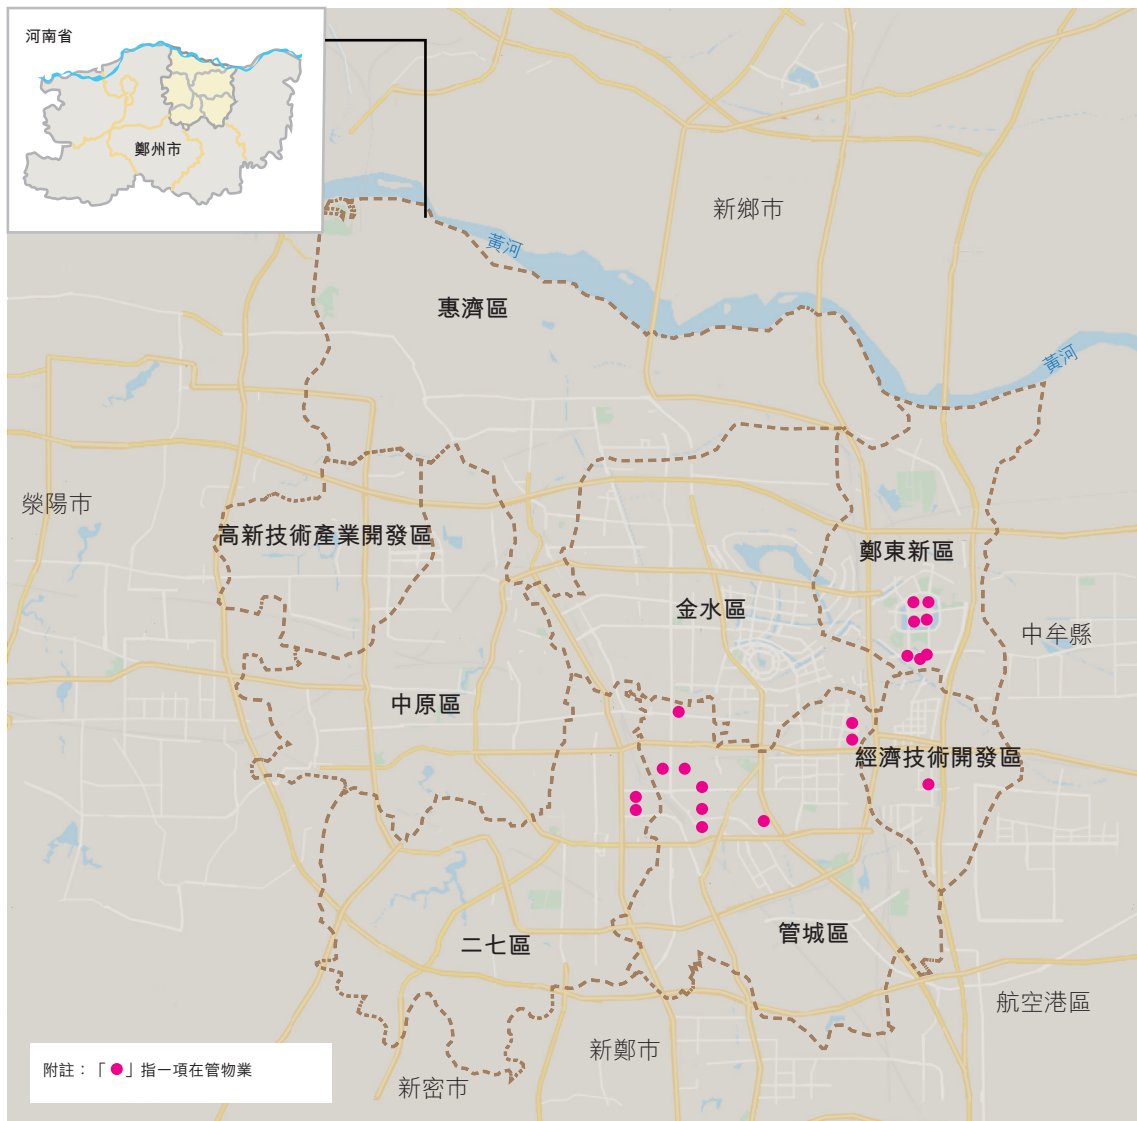 河南省
鄭州市
新鄉市
黃河
惠濟區
黃河
滎陽市
高新技術產業開發區
鄭東新區
金水區
中牟縣
中原區
經濟技術開發區
管城區
二七區
航空港區
新鄭市
附註：「●」指一項在管物業
新密市